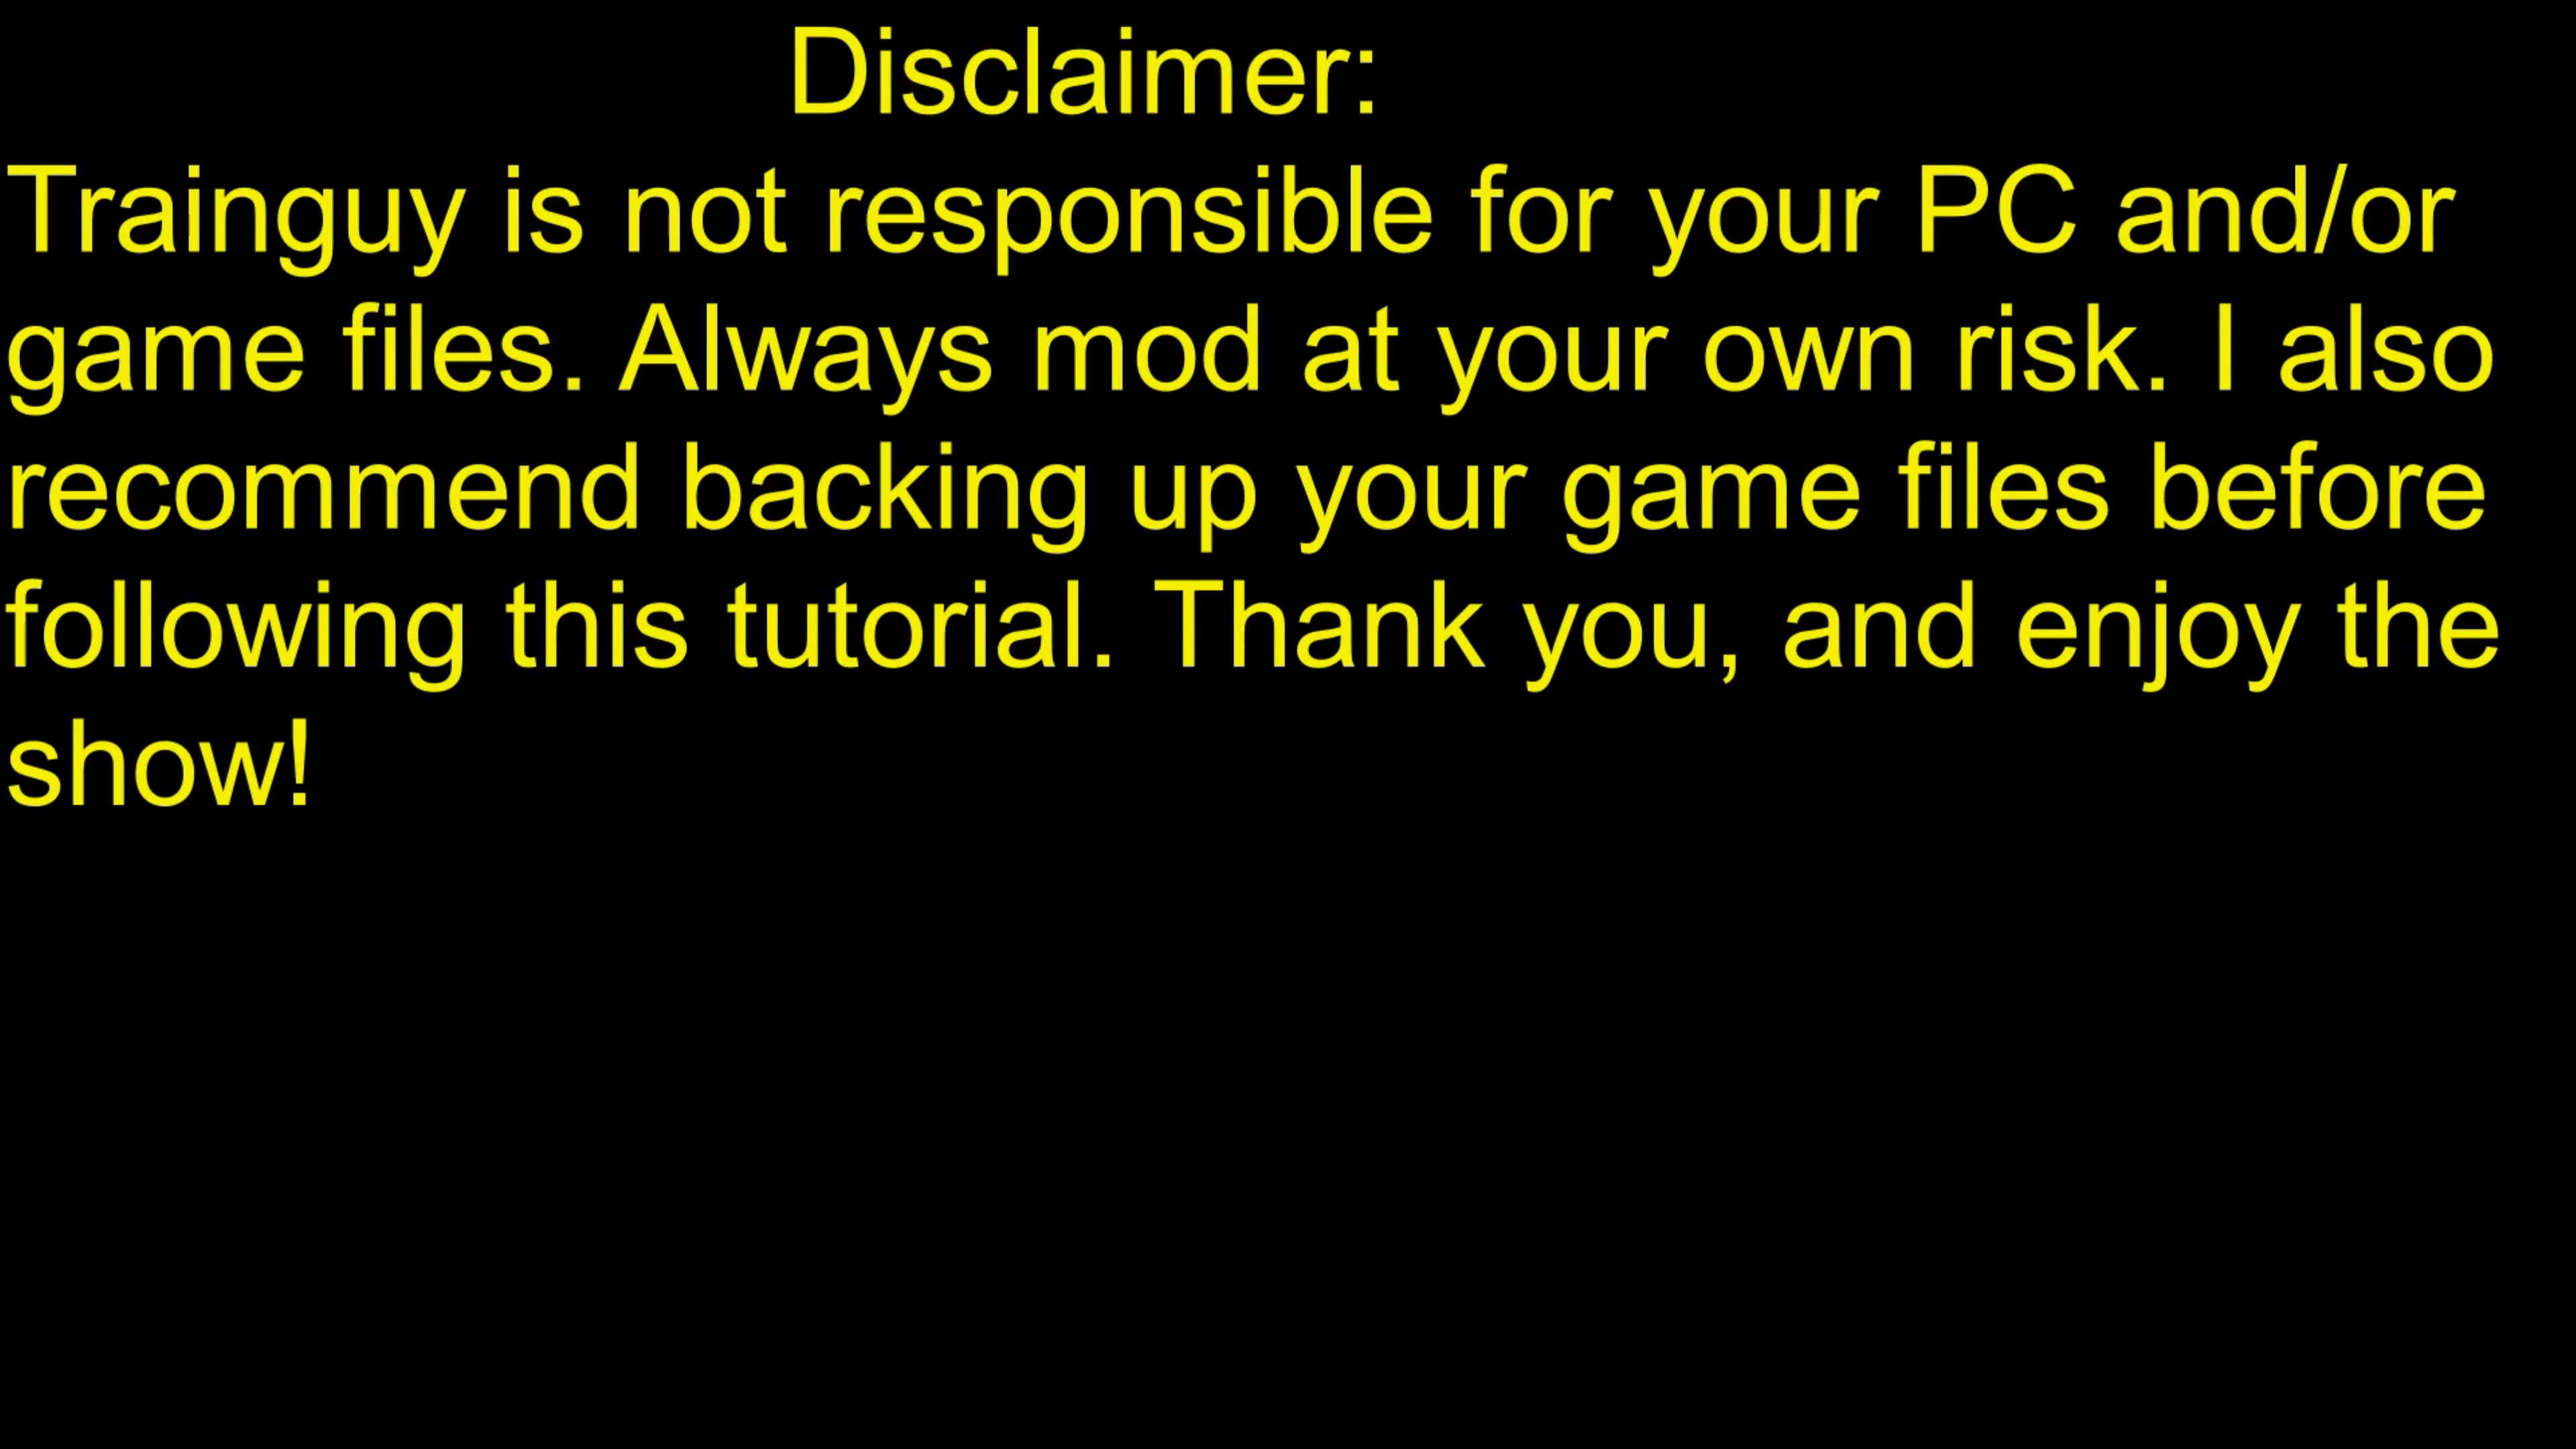 Disclaimer:
Trainguy is not responsible for your PC and/or
game files. Always mod at your own risk. I also
recommend backing up your game files before
following this tutorial. Thank you, and enjoy the
show!